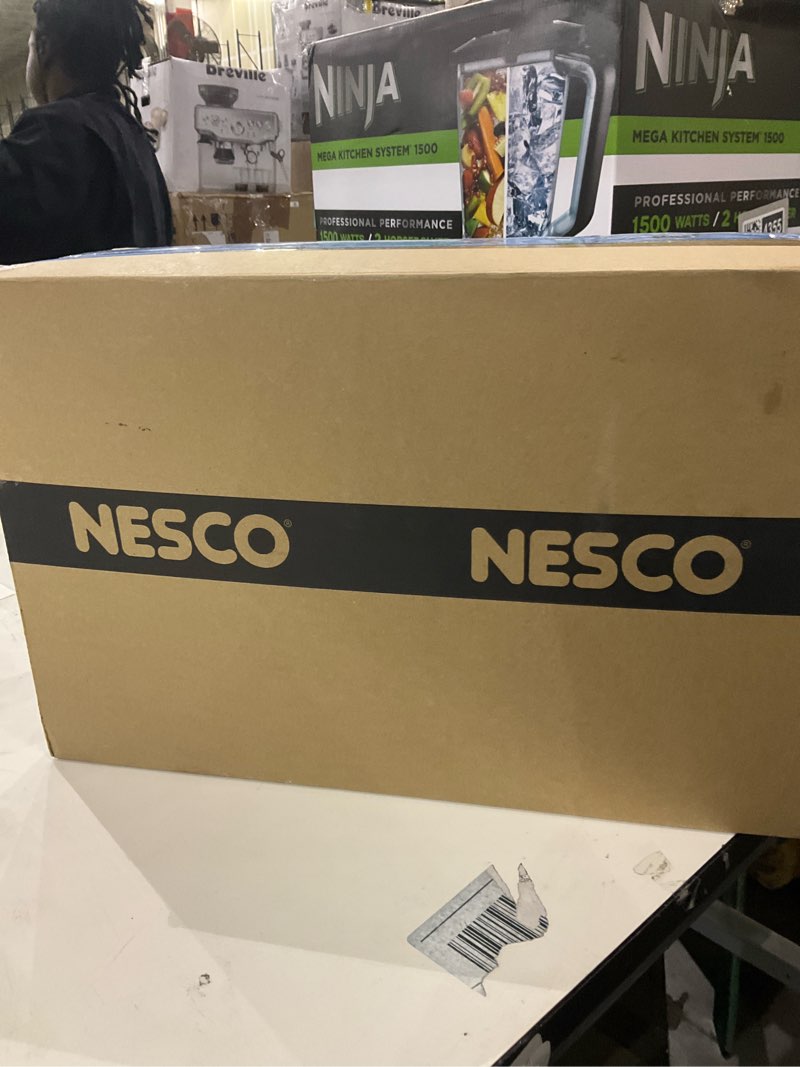 Breville
Breville
NINJA
NINJA
MEGA KITCHEN SYSTEM® 1500
MEGA KITCHEN SYSTEM® 1500
PROFESSIONAL PERFORMANCE
1500 WATTS / 2
PROFESSIONAL PERFORMANCE
1500 WATTS / 2
4355
NESCO®
NESCO®